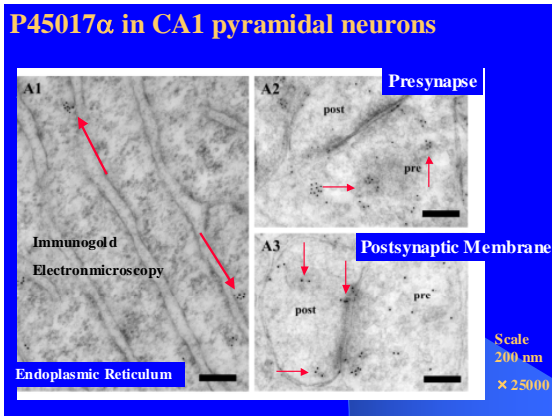 P45017α in CA1 pyramidal neurons
A1
A2
Presynapse
post
pre
Immunogold
Electronmicroscopy
A3
Postsynaptic Membrane
post
pre
Endoplasmic Reticulum
Scale
200 nm
× 25000